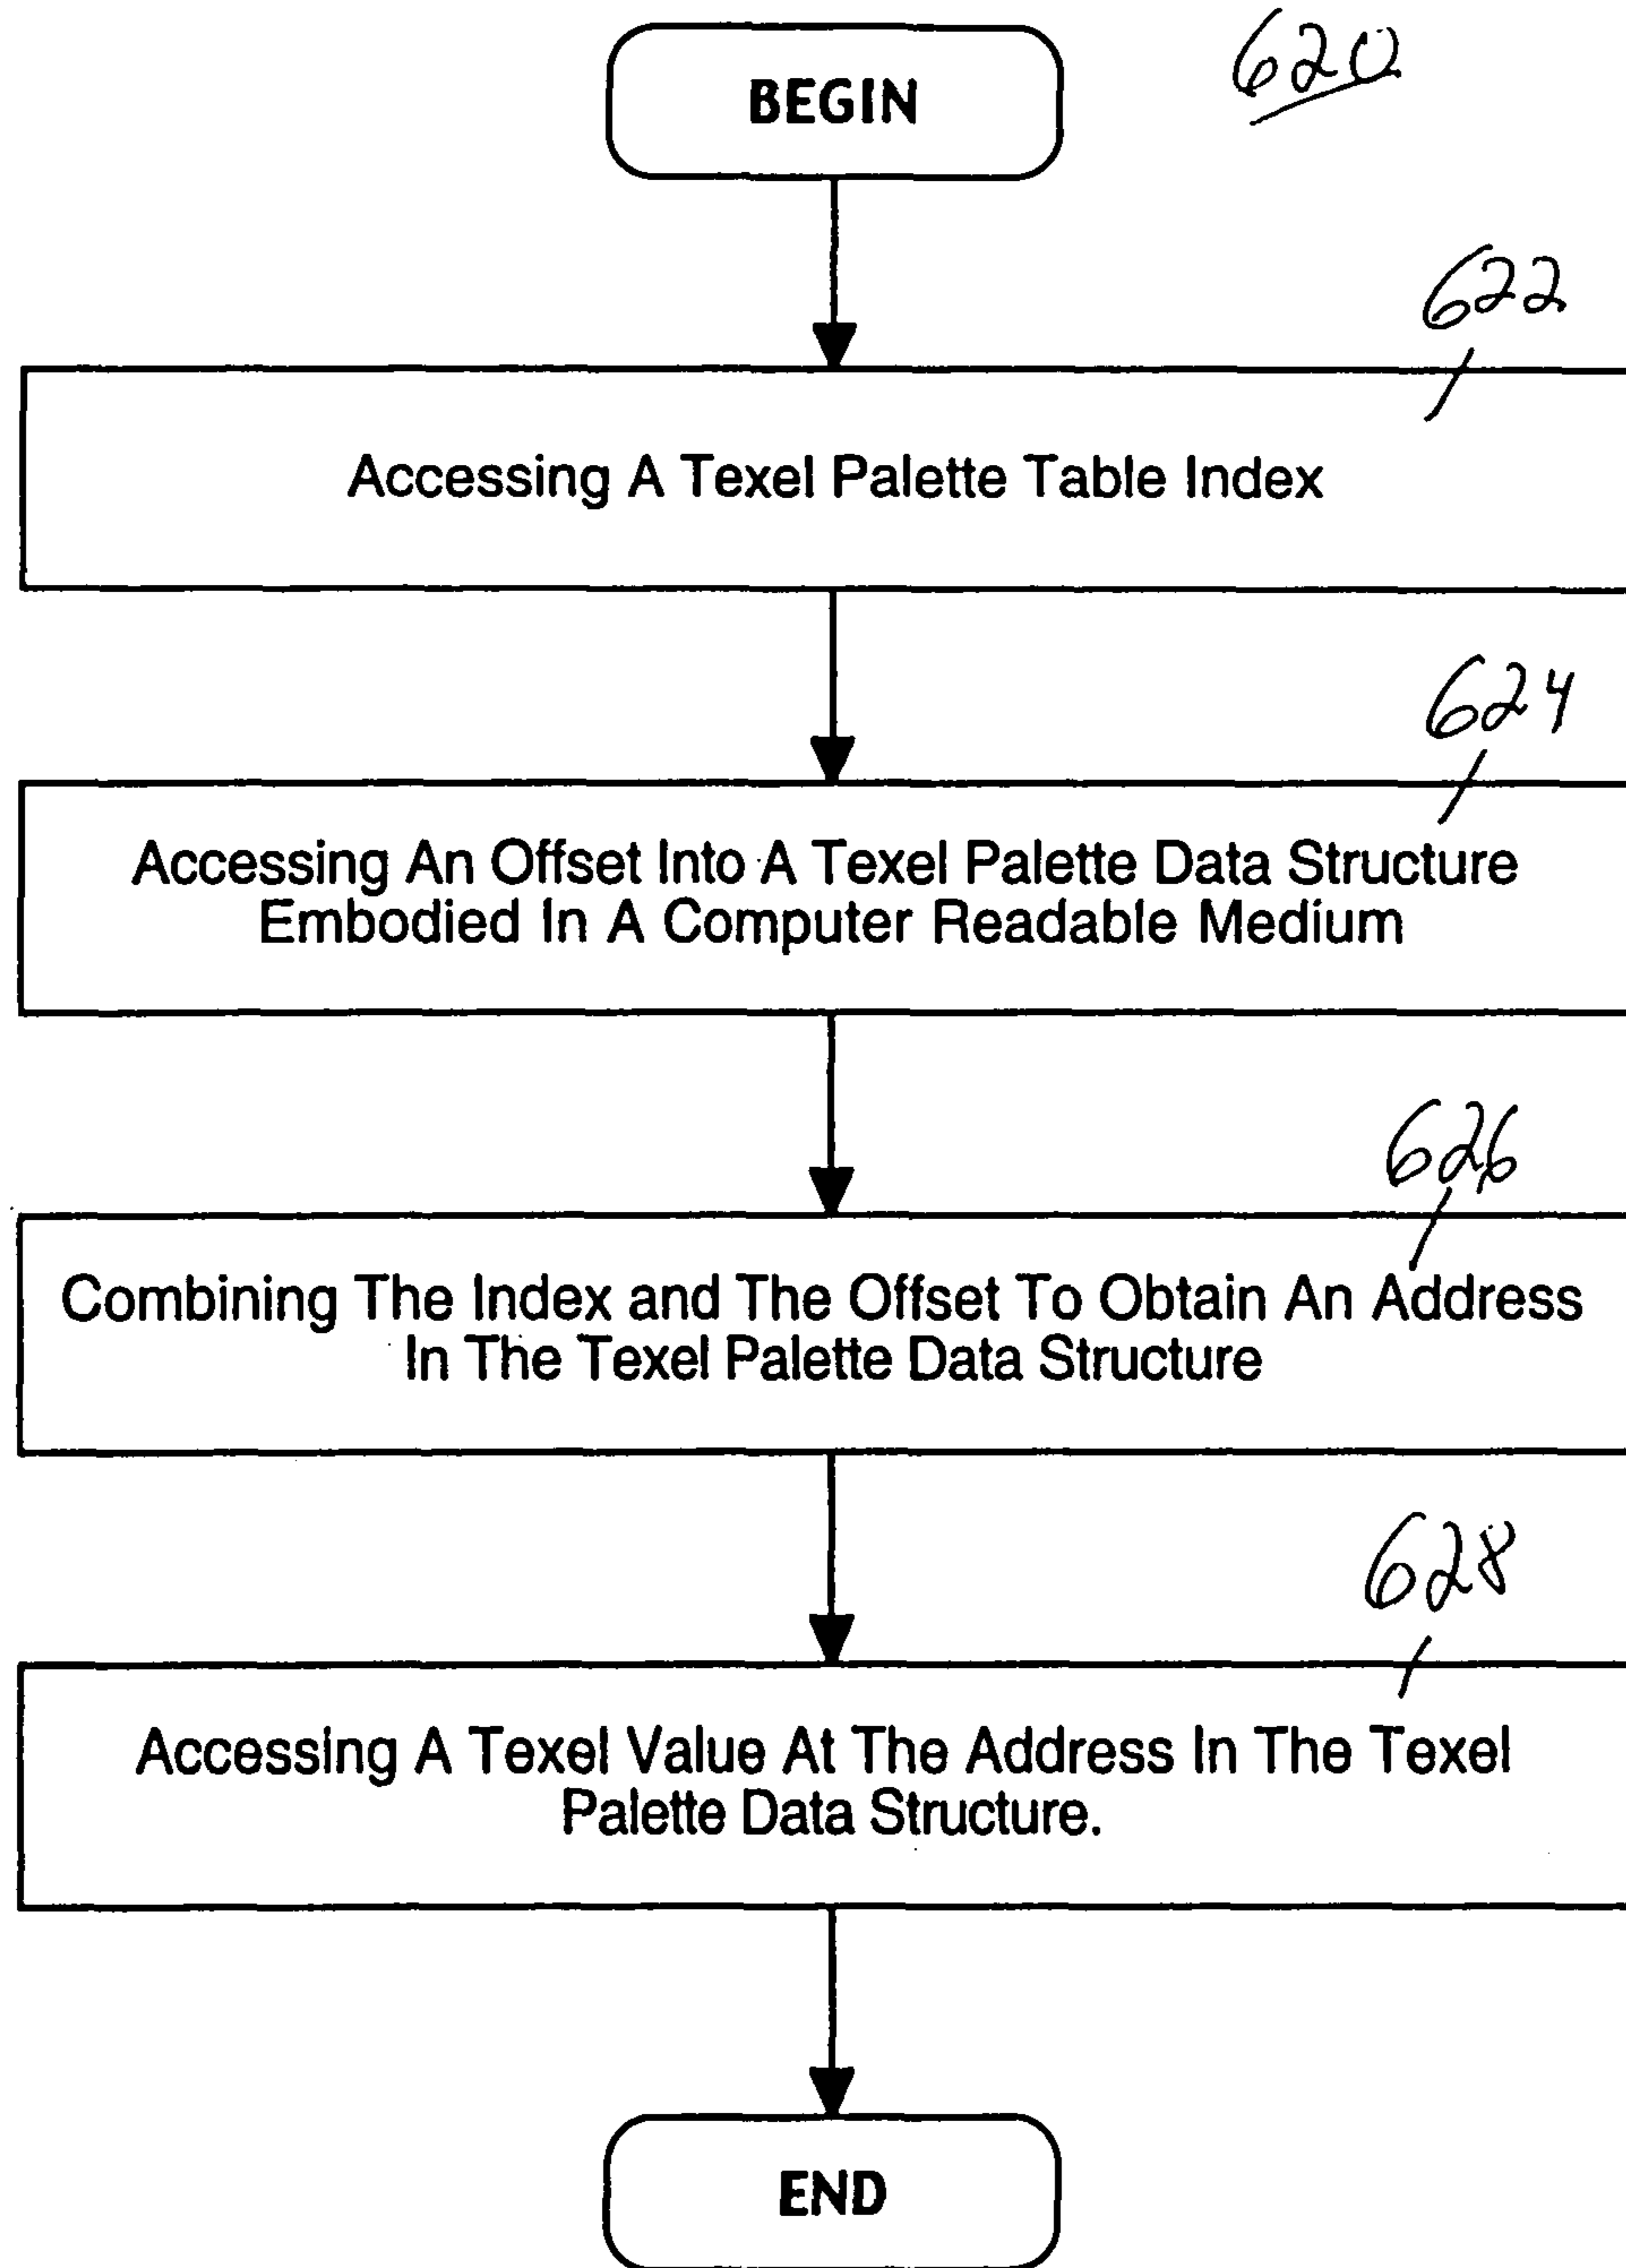 BEGIN
620
622
Accessing A Texel Palette Table Index
624
Accessing An Offset Into A Texel Palette Data Structure
Embodied In A Computer Readable Medium
626
Combining The Index and The Offset To Obtain An Address
In The Texel Palette Data Structure
628
Accessing A Texel Value At The Address In The Texel
Palette Data Structure.
END